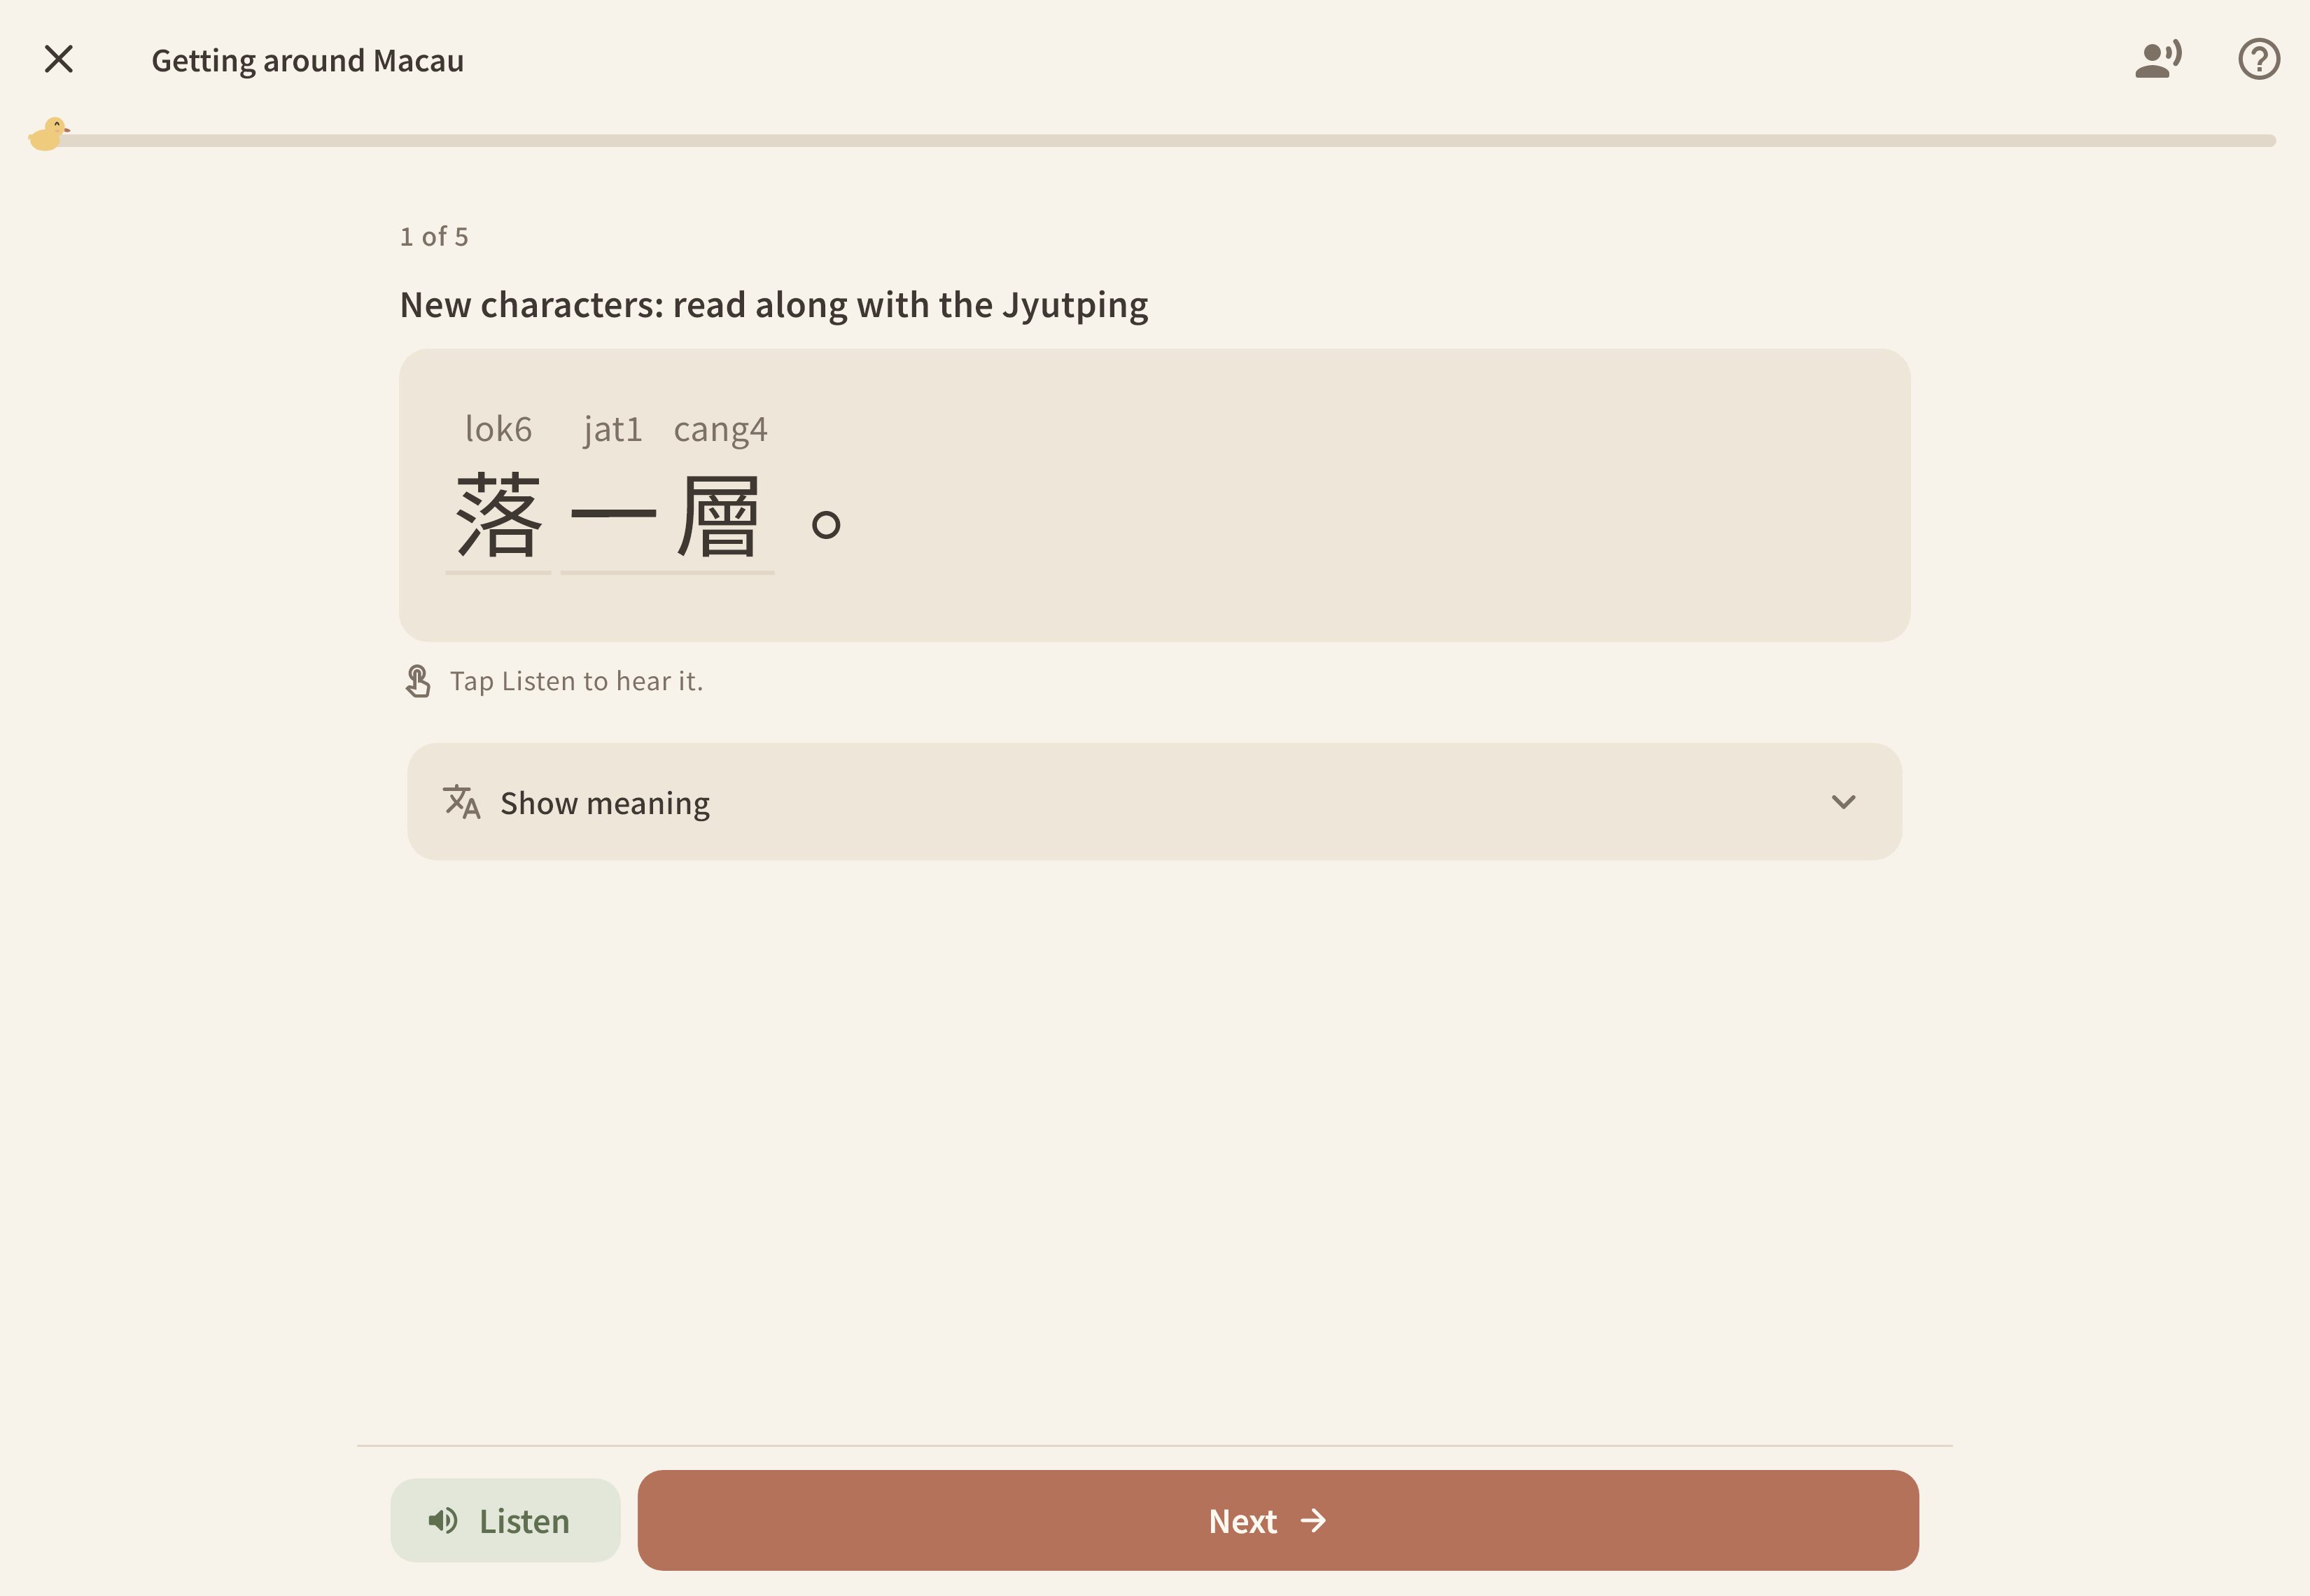 Getting around Macau
1 of 5
New characters: read along with the Jyutping
lok6 jat1 cang4
落一層。
Tap Listen to hear it.
Show meaning
Listen
Next